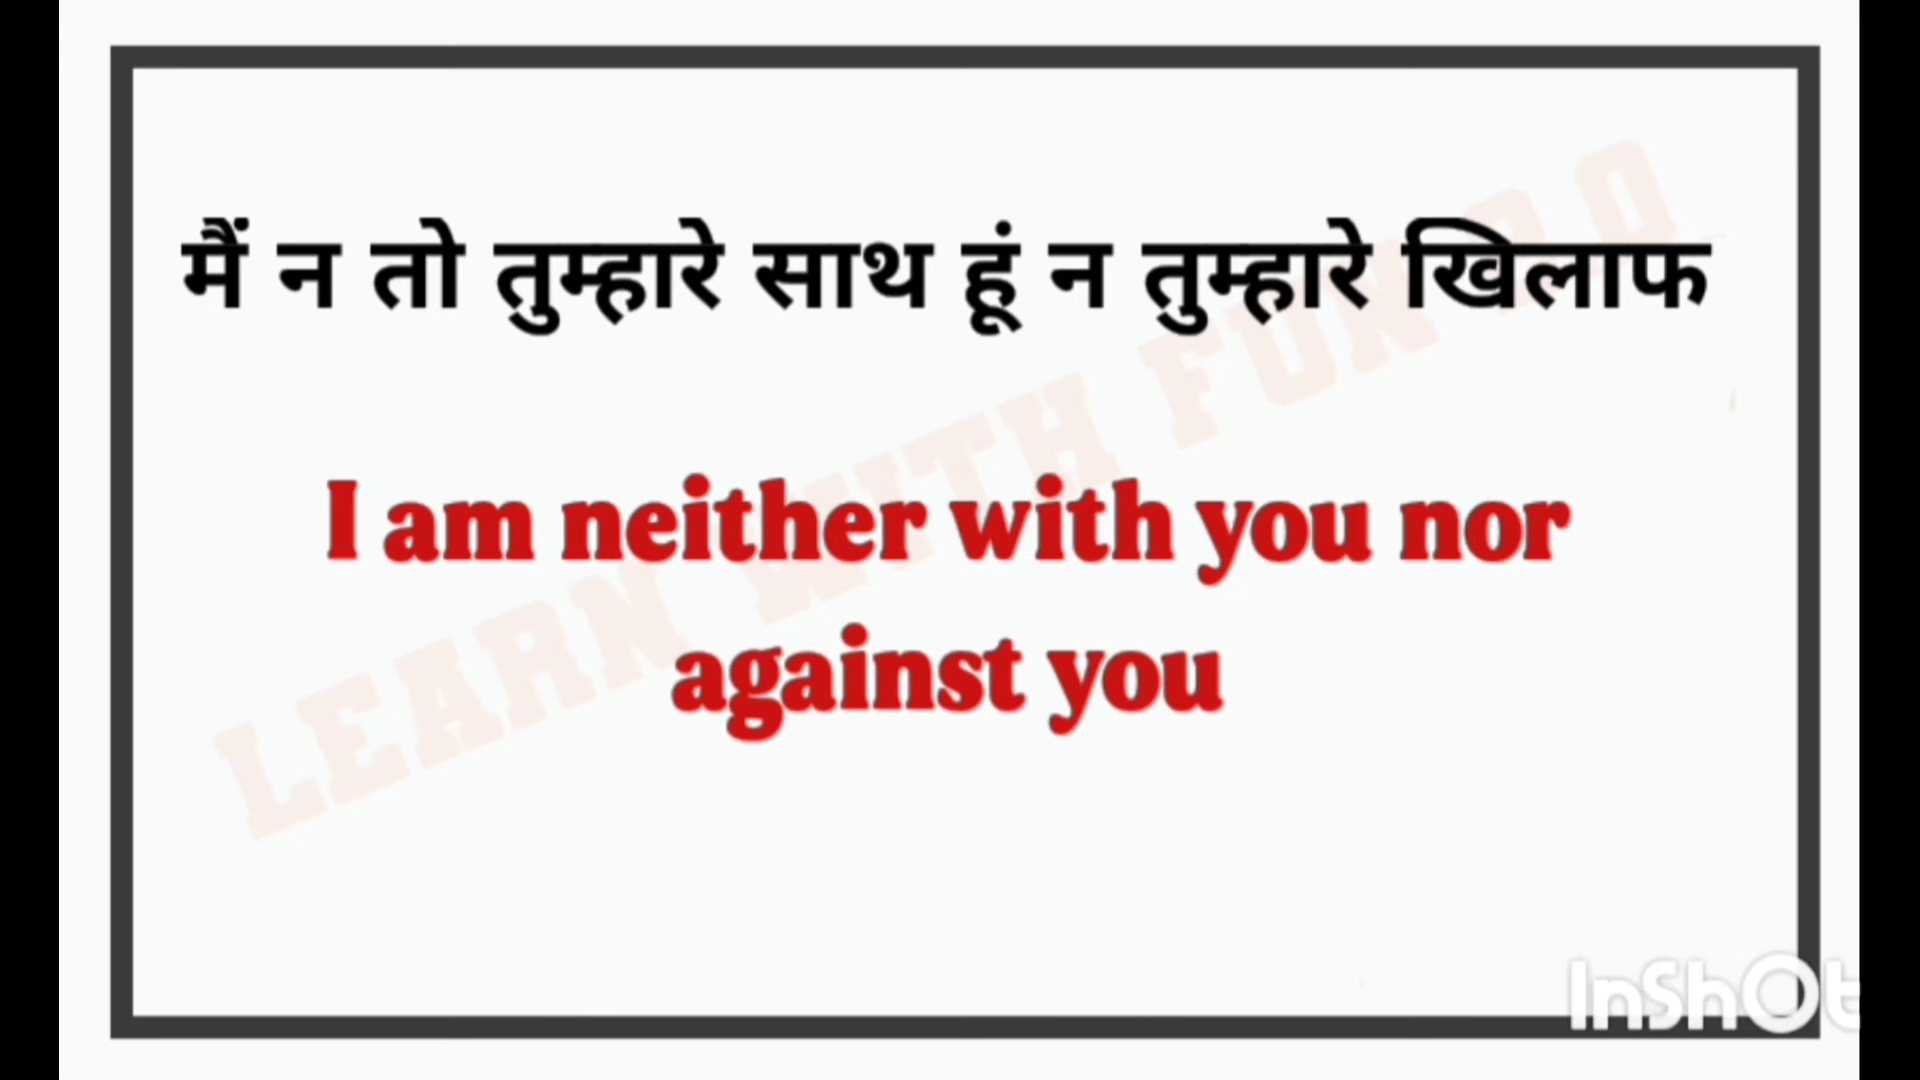 मैं न तो तुम्हारे साथ हूं न तुम्हारे खिलाफ
I am neither with you nor
against you
LEARN WITH FUN P.O
InShOt